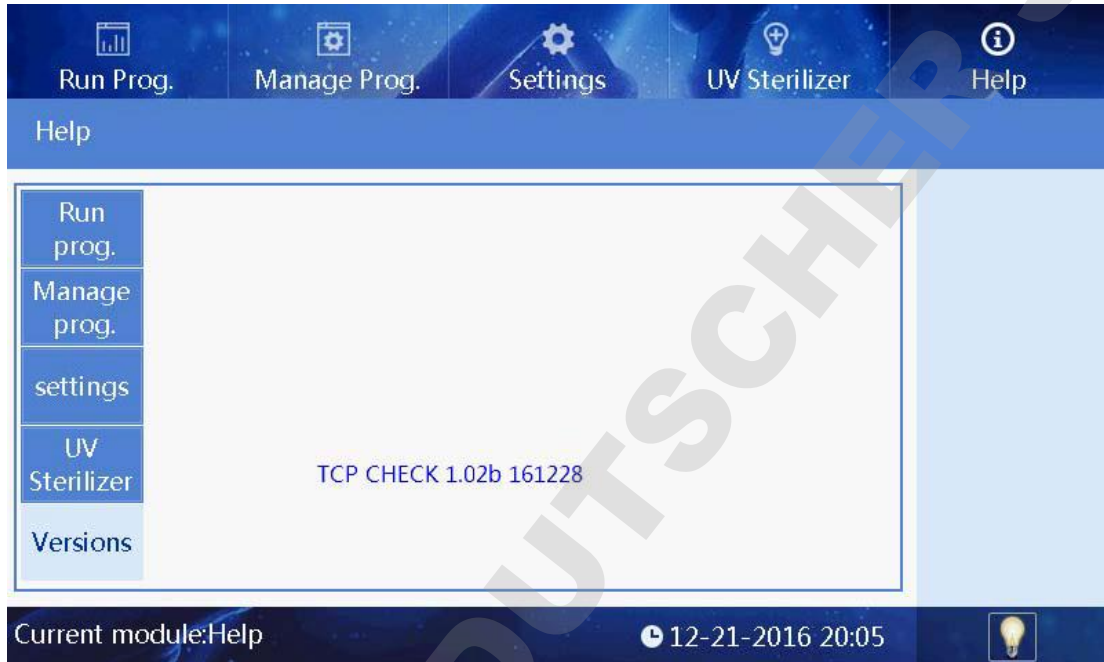 Run Prog. Manage Prog. Settings UV Sterilizer Help
Help
Run
prog.
Manage
prog.
settings
UV
Sterilizer
TCP CHECK 1.02b 161228
Versions
Current module:Help 12-21-2016 20:05
DUTSCHER